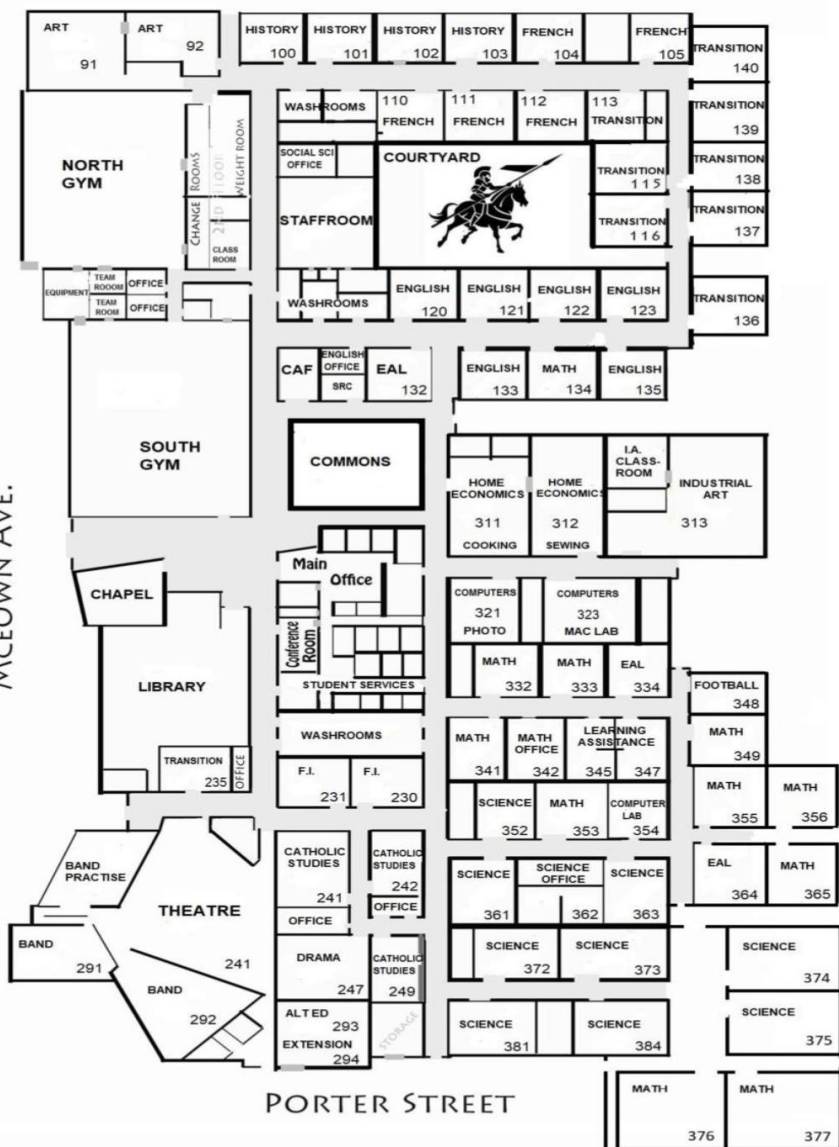 ART
91
ART
92
HISTORY
100
HISTORY
101
HISTORY
102
HISTORY
103
FRENCH
104
FRENCH
105
TRANSITION
140
TRANSITION
139
TRANSITION
138
TRANSITION
137
TRANSITION
136
NORTH
GYM
CHANGE ROOMS
2ND FLOOR
WEIGHT ROOM
CLASS
ROOM
WASHROOMS
110
FRENCH
111
FRENCH
112
FRENCH
113
TRANSITION
SOCIAL SCI
OFFICE
STAFFROOM
COURTYARD
TRANSITION
115
TRANSITION
116
EQUIPMENT
TEAM
ROOOM
OFFICE
TEAM
ROOM
OFFICE
WASHROOMS
ENGLISH
120
ENGLISH
121
ENGLISH
122
ENGLISH
123
CAF
ENGLISH
OFFICE
SRC
EAL
132
ENGLISH
133
MATH
134
ENGLISH
135
SOUTH
GYM
COMMONS
HOME
ECONOMICS
311
COOKING
HOME
ECONOMICS
312
SEWING
I.A.
CLASS-
ROOM
INDUSTRIAL
ART
313
MCEOWN AVE.
CHAPEL
Main
Office
Conference
Room
STUDENT SERVICES
COMPUTERS
321
PHOTO
COMPUTERS
323
MAC LAB
MATH
332
MATH
333
EAL
334
LIBRARY
TRANSITION
235
OFFICE
WASHROOMS
F.I.
231
F.I.
230
MATH
341
MATH
OFFICE
342
LEARNING
ASSISTANCE
345
347
FOOTBALL
348
MATH
349
SCIENCE
352
MATH
353
COMPUTER
LAB
354
MATH
355
MATH
356
BAND
PRACTISE
THEATRE
241
CATHOLIC
STUDIES
241
OFFICE
CATHOLIC
STUDIES
242
OFFICE
SCIENCE
361
SCIENCE
OFFICE
362
SCIENCE
363
EAL
364
MATH
365
BAND
291
BAND
292
DRAMA
247
CATHOLIC
STUDIES
249
SCIENCE
372
SCIENCE
373
SCIENCE
374
ALT ED
293
EXTENSION
294
STORAGE
SCIENCE
381
SCIENCE
384
SCIENCE
375
MATH
376
MATH
377
PORTER STREET